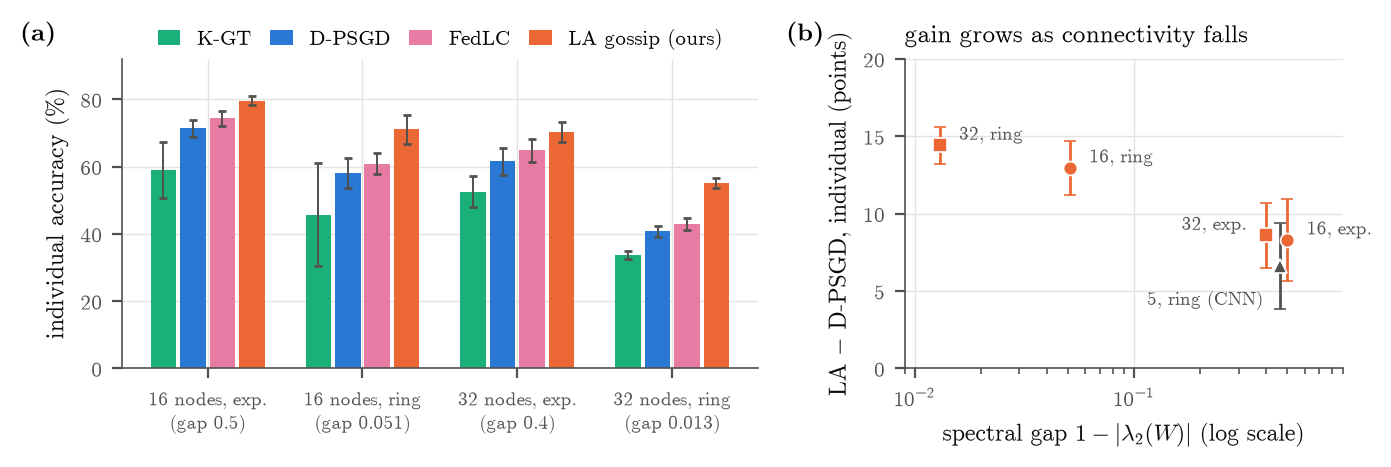 (a)
K-GT
D-PSGD
FedLC
LA gossip (ours)
individual accuracy (%)
80
60
40
20
0
16 nodes, exp.
(gap 0.5)
16 nodes, ring
(gap 0.051)
32 nodes, exp.
(gap 0.4)
32 nodes, ring
(gap 0.013)
(b)
gain grows as connectivity falls
LA − D-PSGD, individual (points)
20
15
10
5
0
32, ring
16, ring
32, exp.
16, exp.
5, ring (CNN)
10⁻²
10⁻¹
spectral gap 1 − |λ₂(W)| (log scale)